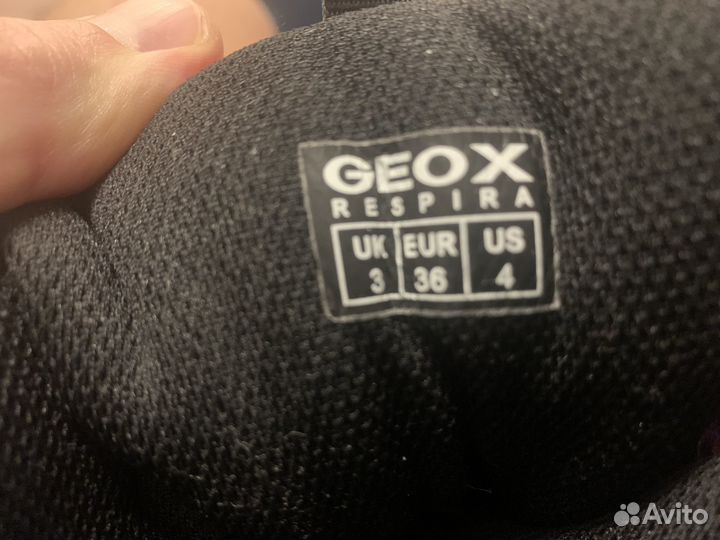 GEOX
RESPIRA
UK EUR US
3 36 4
Avito